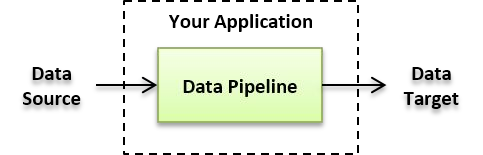 Your Application
Data
Source
Data Pipeline
Data
Target